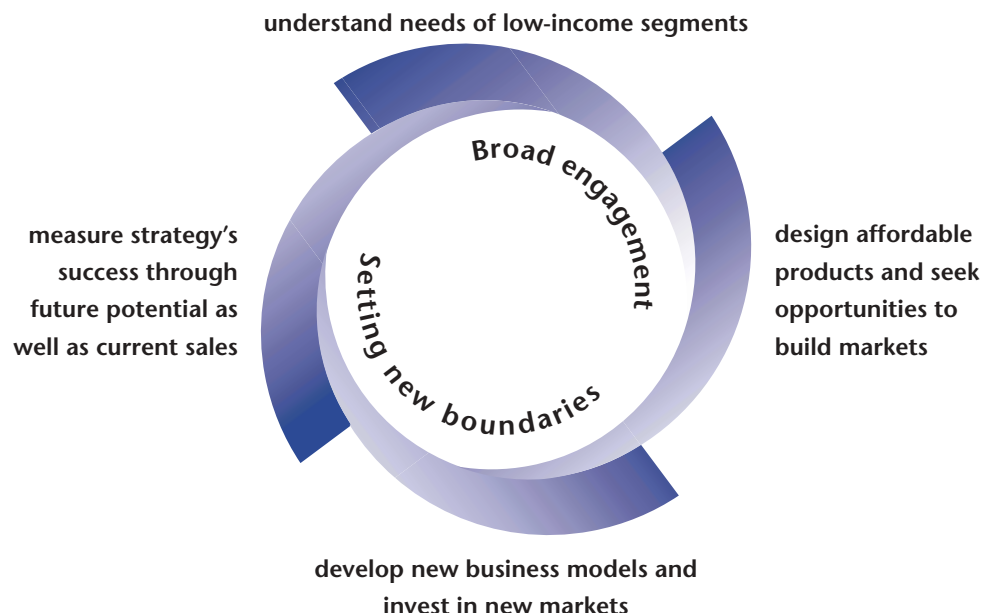 understand needs of low-income segments
Broad engagement
design affordable
products and seek
opportunities to
build markets
measure strategy’s
success through
future potential as
well as current sales
Setting new boundaries
develop new business models and
invest in new markets